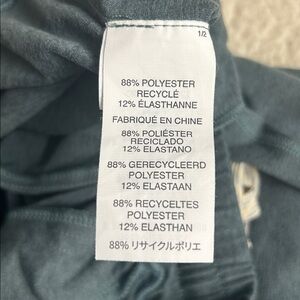 1/2
88% POLYESTER
RECYCLÉ
12% ÉLASTHANNE
FABRIQUÉ EN CHINE
88% POLIÉSTER
RECICLADO
12% ELASTANO
88% GERECYCLEERD
POLYESTER
12% ELASTAAN
88% RECYCELTES
POLYESTER
12% ELASTHAN
88% リサイクルポリエ